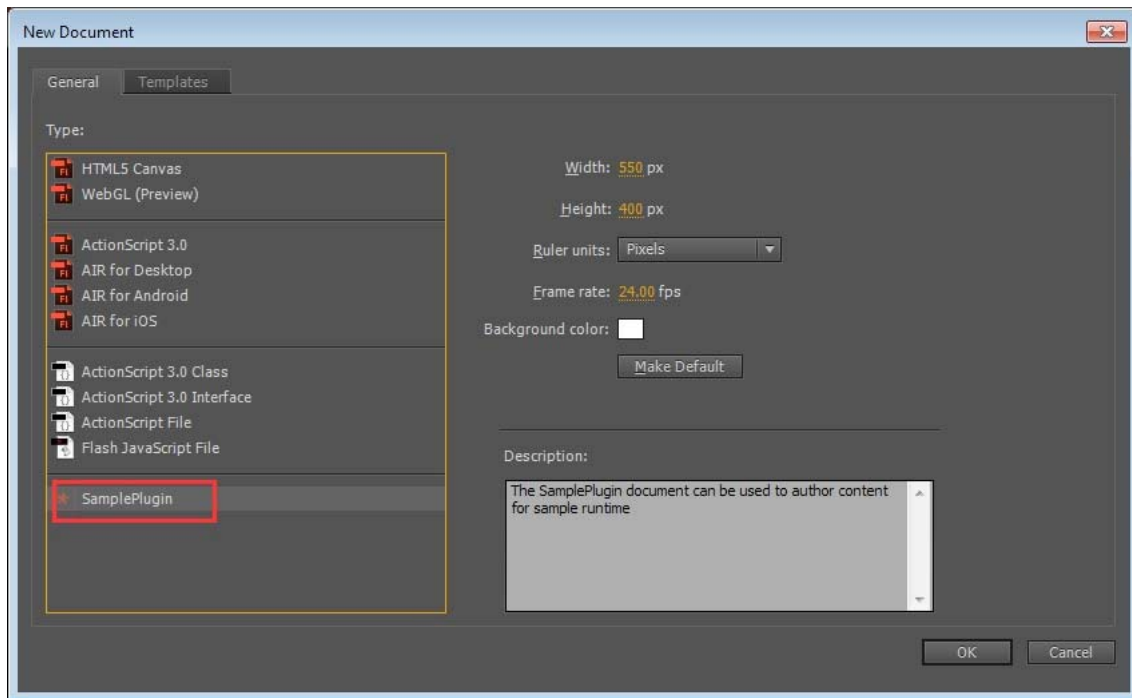 New Document
General
Templates
Type:
HTML5 Canvas
WebGL (Preview)
ActionScript 3.0
AIR for Desktop
AIR for Android
AIR for iOS
ActionScript 3.0 Class
ActionScript 3.0 Interface
ActionScript File
Flash JavaScript File
SamplePlugin
Width: 550 px
Height: 400 px
Ruler units: Pixels
Frame rate: 24.00 fps
Background color:
Make Default
Description:
The SamplePlugin document can be used to author content
for sample runtime
OK
Cancel